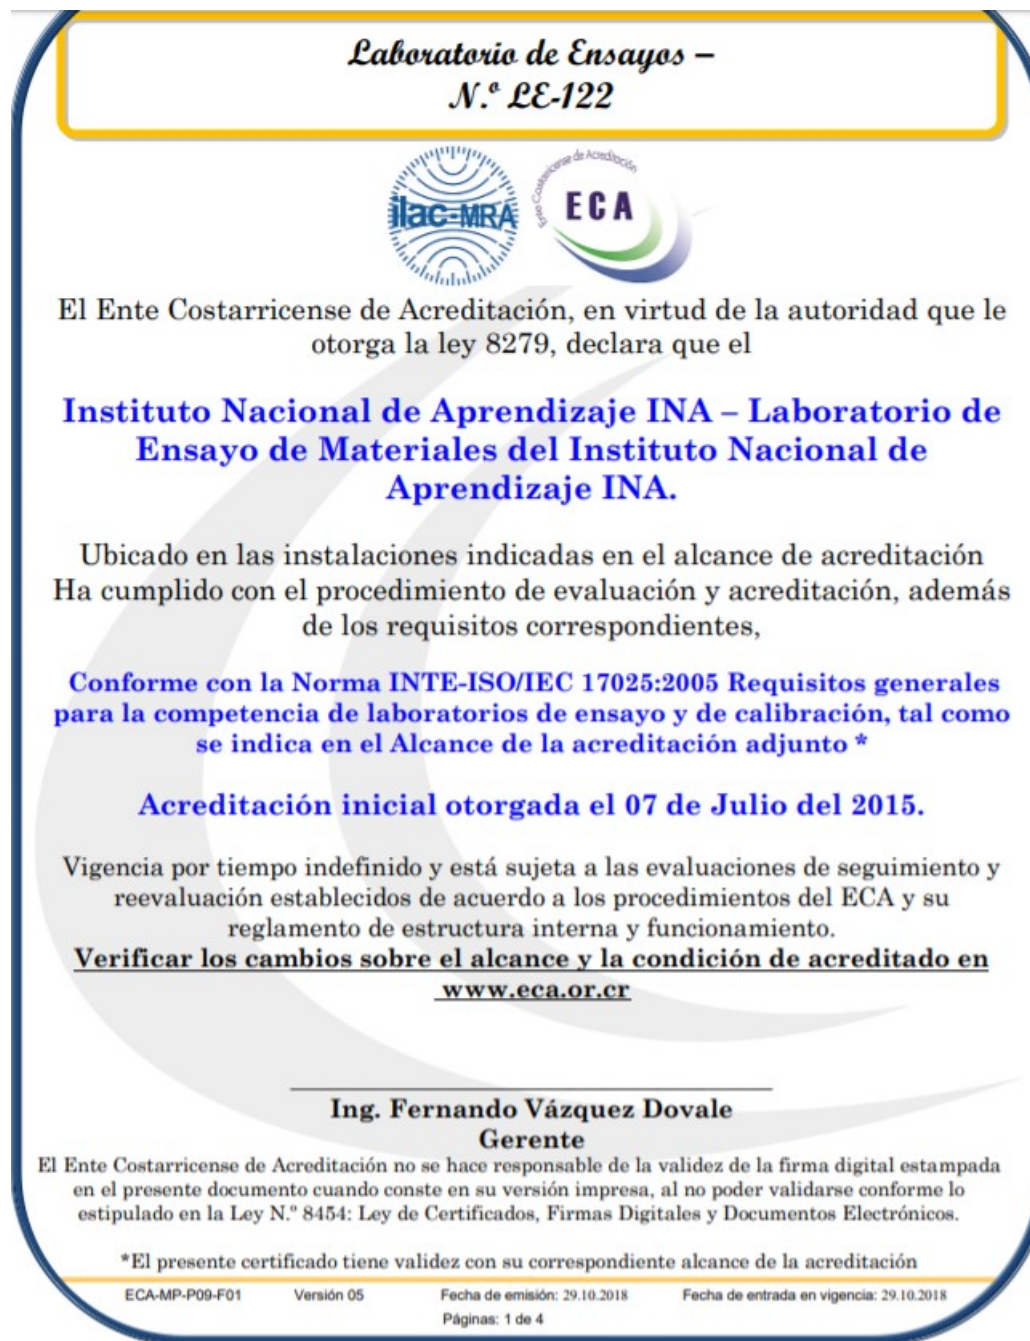 Laboratorio de Ensayos –
N.º LE-122
ilac-MRA
Ente Costarricense de Acreditación
ECA
El Ente Costarricense de Acreditación, en virtud de la autoridad que le
otorga la ley 8279, declara que el
Instituto Nacional de Aprendizaje INA – Laboratorio de
Ensayo de Materiales del Instituto Nacional de
Aprendizaje INA.
Ubicado en las instalaciones indicadas en el alcance de acreditación
Ha cumplido con el procedimiento de evaluación y acreditación, además
de los requisitos correspondientes,
Conforme con la Norma INTE-ISO/IEC 17025:2005 Requisitos generales
para la competencia de laboratorios de ensayo y de calibración, tal como
se indica en el Alcance de la acreditación adjunto *
Acreditación inicial otorgada el 07 de Julio del 2015.
Vigencia por tiempo indefinido y está sujeta a las evaluaciones de seguimiento y
reevaluación establecidos de acuerdo a los procedimientos del ECA y su
reglamento de estructura interna y funcionamiento.
Verificar los cambios sobre el alcance y la condición de acreditado en
www.eca.or.cr
Ing. Fernando Vázquez Dovale
Gerente
El Ente Costarricense de Acreditación no se hace responsable de la validez de la firma digital estampada
en el presente documento cuando conste en su versión impresa, al no poder validarse conforme lo
estipulado en la Ley N.º 8454: Ley de Certificados, Firmas Digitales y Documentos Electrónicos.
*El presente certificado tiene validez con su correspondiente alcance de la acreditación
ECA-MP-P09-F01 Versión 05 Fecha de emisión: 29.10.2018 Fecha de entrada en vigencia: 29.10.2018
Páginas: 1 de 4